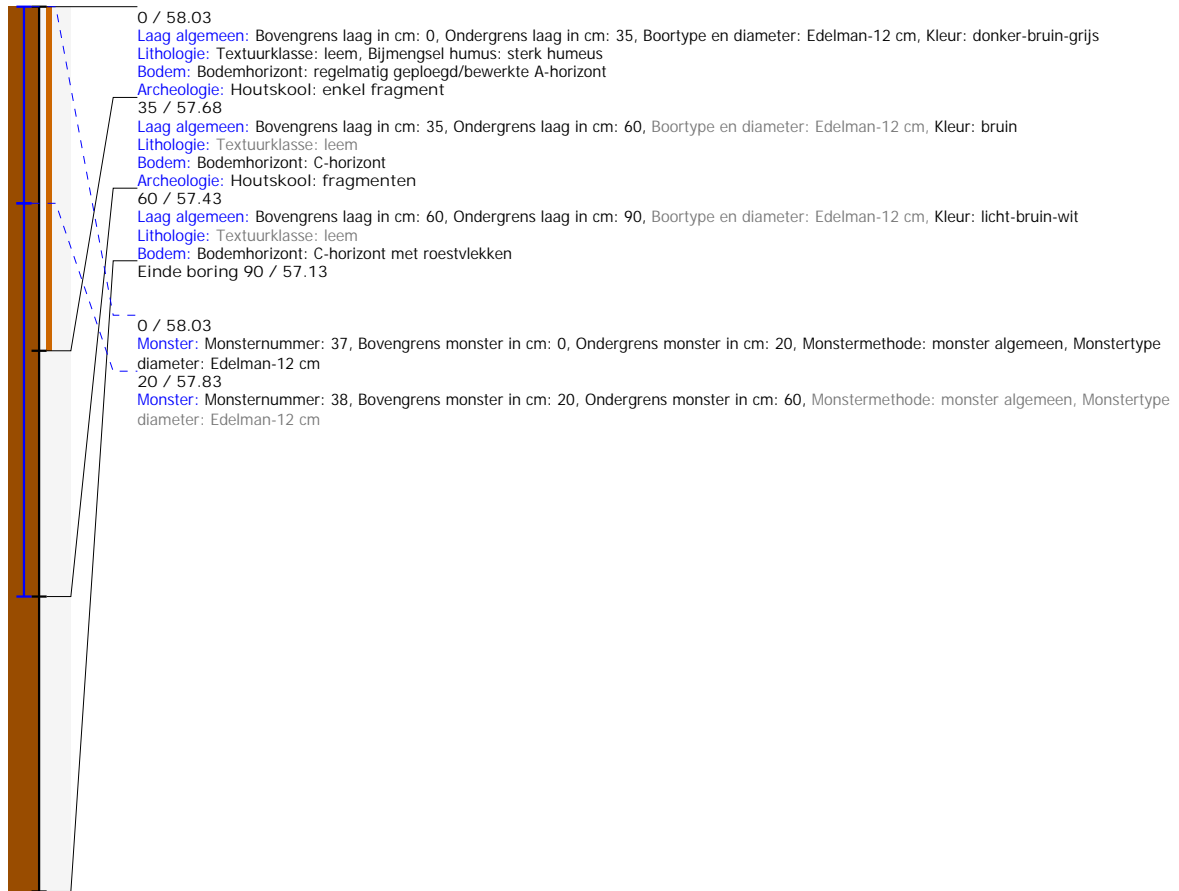 0 / 58.03
Laag algemeen: Bovengrens laag in cm: 0, Ondergrens laag in cm: 35, Boortype en diameter: Edelman-12 cm, Kleur: donker-bruin-grijs
Lithologie: Textuurklasse: leem, Bijmengsel humus: sterk humeus
Bodem: Bodemhorizont: regelmatig geploegd/bewerkte A-horizont
Archeologie: Houtskool: enkel fragment
35 / 57.68
Laag algemeen: Bovengrens laag in cm: 35, Ondergrens laag in cm: 60, Boortype en diameter: Edelman-12 cm, Kleur: bruin
Lithologie: Textuurklasse: leem
Bodem: Bodemhorizont: C-horizont
Archeologie: Houtskool: fragmenten
60 / 57.43
Laag algemeen: Bovengrens laag in cm: 60, Ondergrens laag in cm: 90, Boortype en diameter: Edelman-12 cm, Kleur: licht-bruin-wit
Lithologie: Textuurklasse: leem
Bodem: Bodemhorizont: C-horizont met roestvlekken
Einde boring 90 / 57.13
0 / 58.03
Monster: Monsternummer: 37, Bovengrens monster in cm: 0, Ondergrens monster in cm: 20, Monstermethode: monster algemeen, Monstertype
diameter: Edelman-12 cm
20 / 57.83
Monster: Monsternummer: 38, Bovengrens monster in cm: 20, Ondergrens monster in cm: 60, Monstermethode: monster algemeen, Monstertype
diameter: Edelman-12 cm